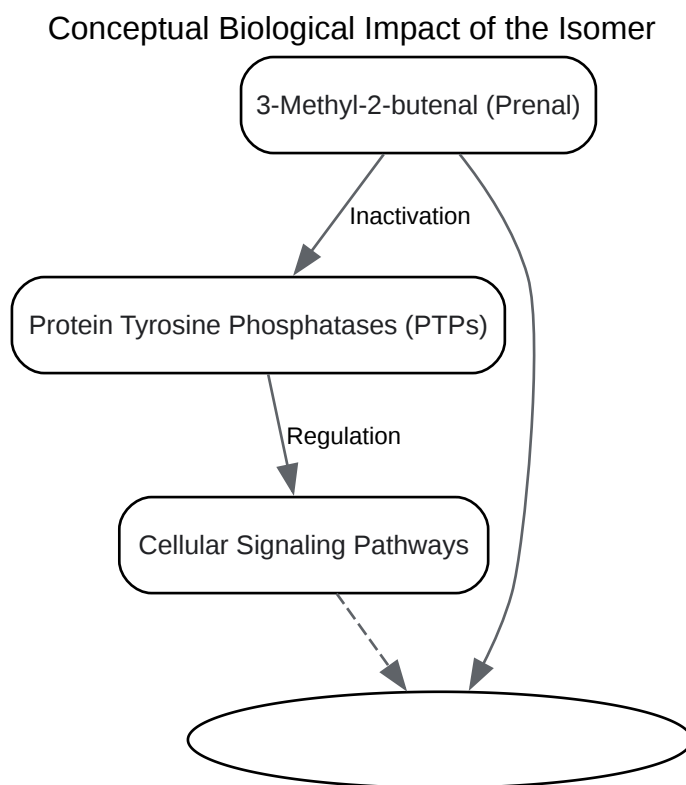 Conceptual Biological Impact of the Isomer
3-Methyl-2-butenal (Prenal)
Inactivation
Protein Tyrosine Phosphatases (PTPs)
Regulation
Cellular Signaling Pathways